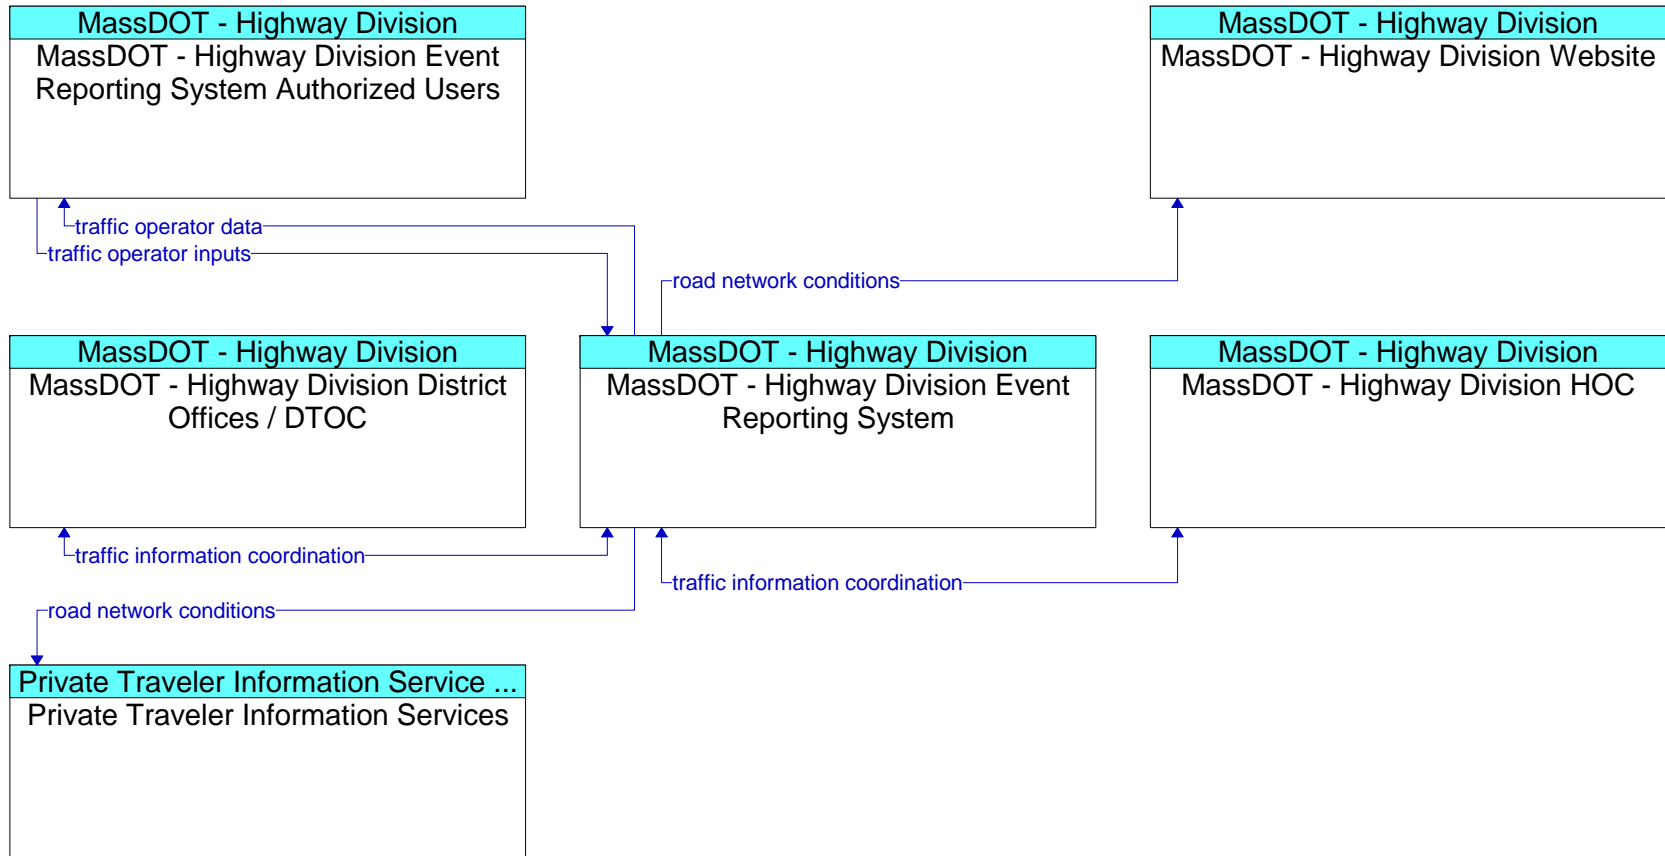 MassDOT - Highway Division
MassDOT - Highway Division Event
Reporting System Authorized Users
MassDOT - Highway Division
MassDOT - Highway Division Website
traffic operator data
traffic operator inputs
road network conditions
MassDOT - Highway Division
MassDOT - Highway Division District
Offices / DTOC
MassDOT - Highway Division
MassDOT - Highway Division Event
Reporting System
MassDOT - Highway Division
MassDOT - Highway Division HOC
traffic information coordination
traffic information coordination
road network conditions
Private Traveler Information Service ...
Private Traveler Information Services